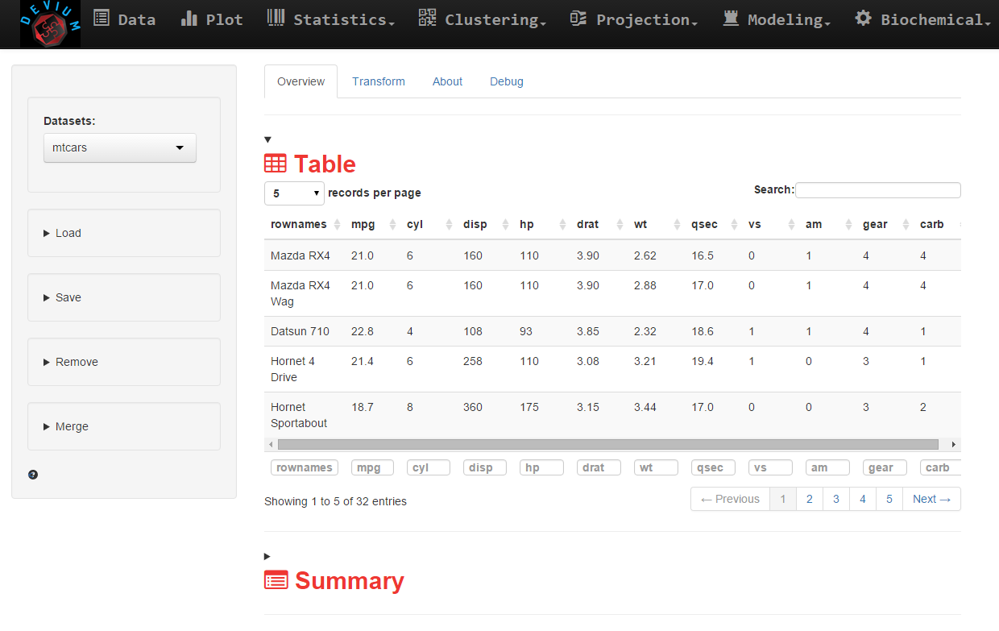 DEVIUM Data Plot Statistics Clustering Projection Modeling Biochemical
Overview Transform About Debug
Datasets:
mtcars
Load
Save
Remove
Merge
?
Table
5 records per page Search:
rownames mpg cyl disp hp drat wt qsec vs am gear carb
Mazda RX4 21.0 6 160 110 3.90 2.62 16.5 0 1 4 4
Mazda RX4 21.0 6 160 110 3.90 2.88 17.0 0 1 4 4
Wag
Datsun 710 22.8 4 108 93 3.85 2.32 18.6 1 1 4 1
Hornet 4 21.4 6 258 110 3.08 3.21 19.4 1 0 3 1
Drive
Hornet 18.7 8 360 175 3.15 3.44 17.0 0 0 3 2
Sportabout
rownames mpg cyl disp hp drat wt qsec vs am gear carb
Showing 1 to 5 of 32 entries ← Previous 1 2 3 4 5 Next →
Summary